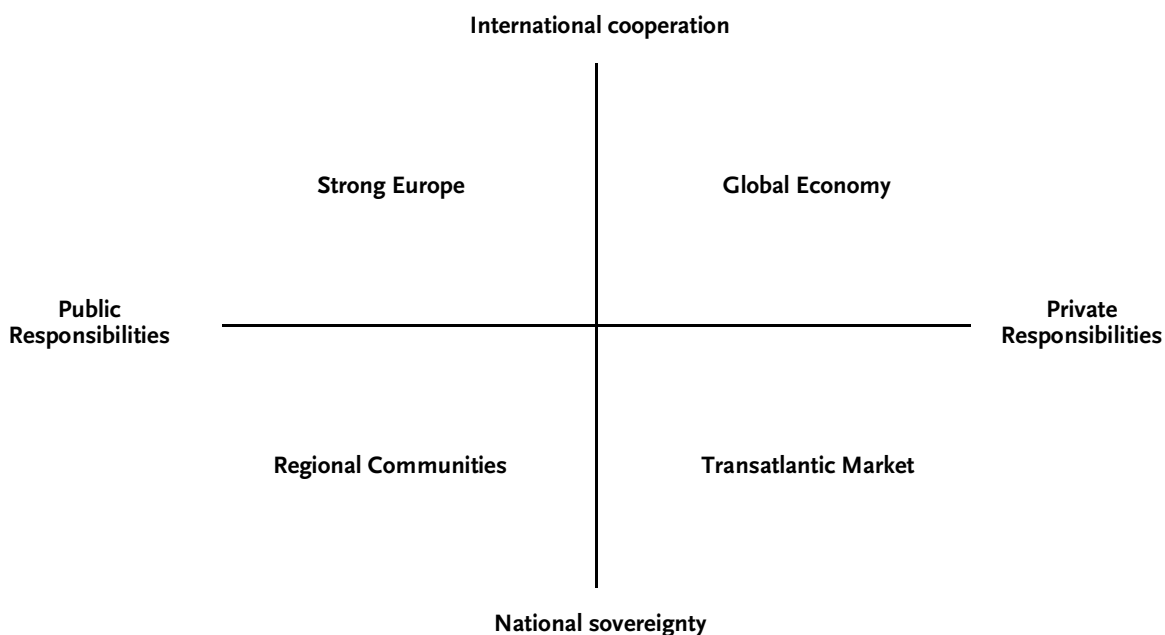 International cooperation
Strong Europe
Global Economy
Public
Responsibilities
Private
Responsibilities
Regional Communities
Transatlantic Market
National sovereignty